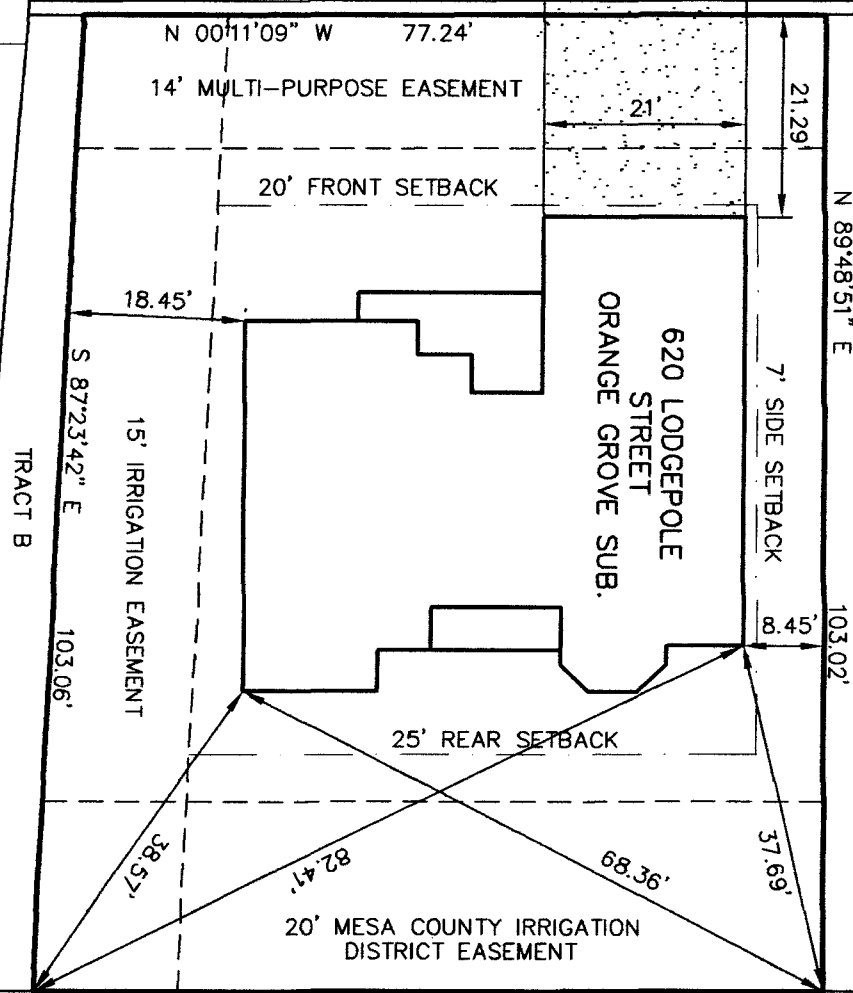 N 00°11'09" W 77.24'
14' MULTI-PURPOSE EASEMENT
21'
21.29'
20' FRONT SETBACK
N 89°48'51" E
103.02'
18.45'
620 LODGEPOLE
STREET
ORANGE GROVE SUB.
7' SIDE SETBACK
S 87°23'42" E
103.06'
15' IRRIGATION EASEMENT
TRACT B
8.45'
25' REAR SETBACK
38.57'
82.41'
68.36'
37.69'
20' MESA COUNTY IRRIGATION
DISTRICT EASEMENT